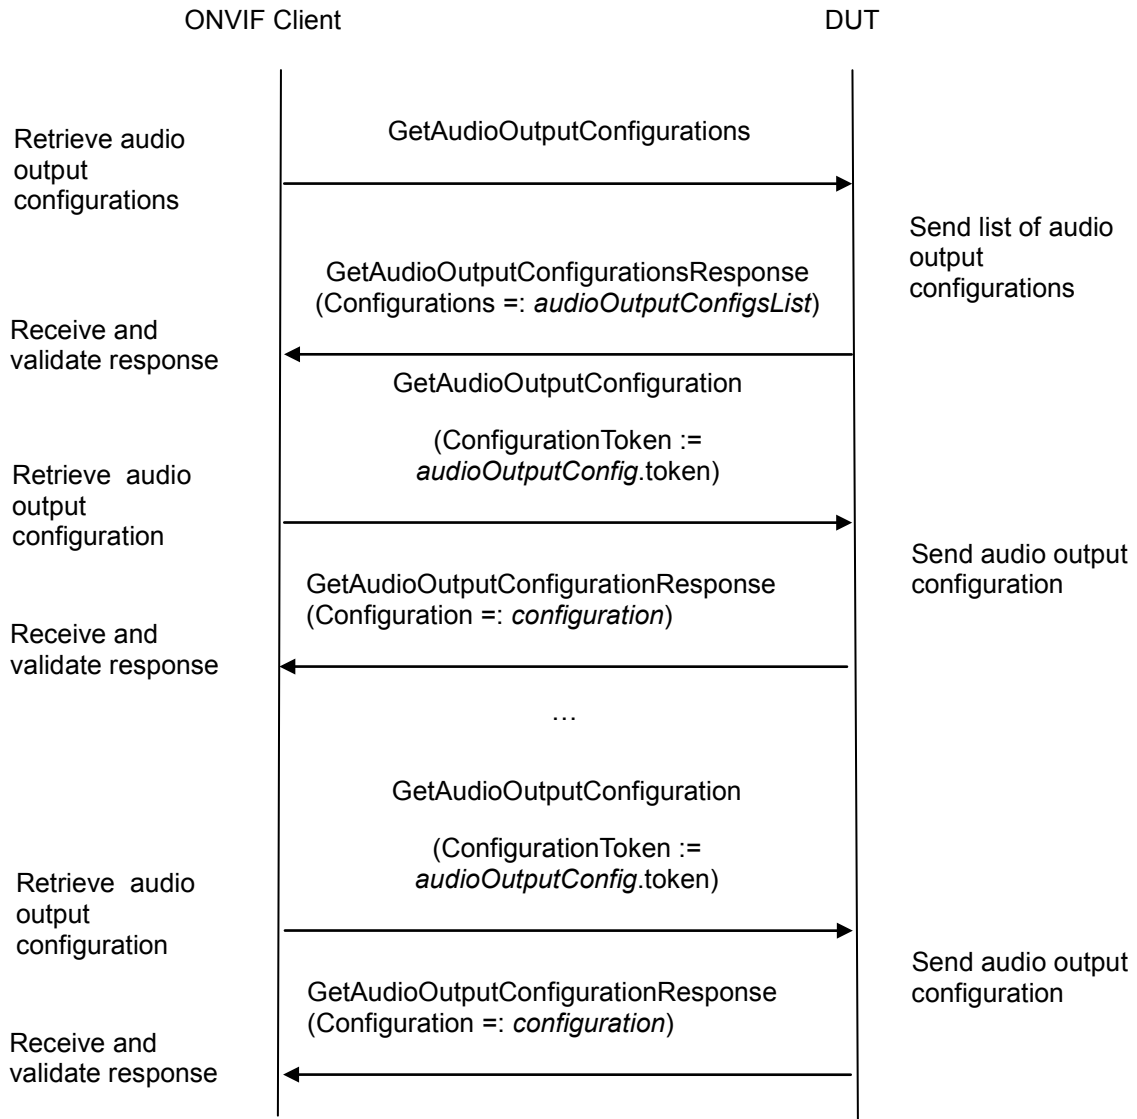 ONVIF Client
DUT
GetAudioOutputConfigurations
Retrieve audio
output
configurations
Send list of audio
output
configurations
GetAudioOutputConfigurationsResponse
(Configurations =: audioOutputConfigsList)
Receive and
validate response
GetAudioOutputConfiguration
(ConfigurationToken :=
audioOutputConfig.token)
Retrieve  audio
output
configuration
Send audio output
configuration
GetAudioOutputConfigurationResponse
(Configuration =: configuration)
Receive and
validate response
…
GetAudioOutputConfiguration
(ConfigurationToken :=
audioOutputConfig.token)
Retrieve  audio
output
configuration
Send audio output
configuration
GetAudioOutputConfigurationResponse
(Configuration =: configuration)
Receive and
validate response